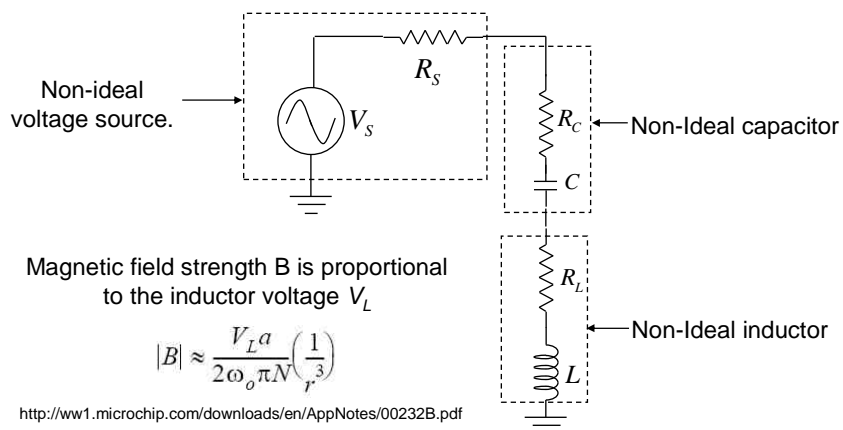 Non-ideal
voltage source.
R_S
V_S
R_C
C
Non-Ideal capacitor
R_L
L
Non-Ideal inductor
Magnetic field strength B is proportional
to the inductor voltage V_L
|B| ≈ V_L a / 2ω_o πN (1 / r^3)
http://ww1.microchip.com/downloads/en/AppNotes/00232B.pdf